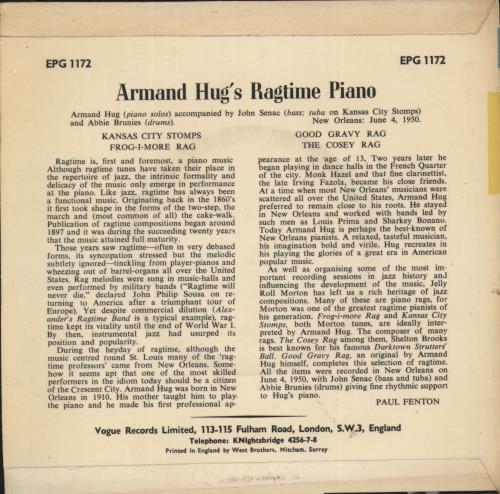 EPG 1172
EPG 1172
Armand Hug's Ragtime Piano
Armand Hug (piano solos) accompanied by John Senac (bass; tuba on Kansas City Stomps)
and Abbie Brunies (drums). New Orleans: June 4, 1950.
KANSAS CITY STOMPS
FROG-I-MORE RAG
GOOD GRAVY RAG
THE COSEY RAG
Ragtime is, first and foremost, a piano music
Although ragtime tunes have taken their place in
the repertoire of jazz, the intrinsic formality and
delicacy of the music only emerge in performance
at the piano. Like jazz, ragtime has always been
a functional music. Originating back in the 1860's
it first took shape in the forms of the two-step, the
march and (most common of all) the cake-walk.
Publication of ragtime compositions began around
1897 and it was during the succeeding twenty years
that the music attained full maturity.
Those years saw ragtime—often in very debased
forms, its syncopation stressed but the melodic
subtlety ignored—tinckling from player-pianos and
wheezing out of barrel-organs all over the United
States. Rag melodies were sung in music-halls and
even performed by military bands ("Ragtime will
never die," declared John Philip Sousa on re-
turning to America after a triumphant tour of
Europe). Yet despite commercial dilution (Alex-
ander's Ragtime Band is a typical example), rag-
time kept its vitality until the end of World War I.
By then, instrumental jazz had usurped its
position and popularity.
During the heyday of ragtime, although the
music centred round St. Louis many of the 'rag-
time professors' came from New Orleans. Some-
how it seems apt that one of the most skilled
performers in the idiom today should be a citizen
of the Crescent City. Armand Hug was born in New
Orleans in 1910. His mother taught him to play
the piano and he made his first professional ap-
pearance at the age of 13, Two years later he
began playing in dance halls in the French Quarter
of the city. Monk Hazel and that fine clarinettist,
the late Irving Fazola, became his close friends.
At a time when most New Orleans' musicians were
scattered all over the United States, Armand Hug
preferred to remain close to his roots. He stayed
in New Orleans and worked with bands led by
such men as Louis Prima and Sharkey Bonano.
Today Armand Hug is perhaps the best-known of
New Orleans pianists. A relaxed, tasteful musician,
his imagination bold and virile, Hug recreates in
his playing the glories of a great era in American
popular music.
As well as organising some of the most im-
portant recording sessions in jazz history and
influencing the development of the music, Jelly
Roll Morton has left us a rich heritage of jazz
compositions. Many of these are piano rags, for
Morton was one of the greatest ragtime pianists of
his generation. Frog-i-more Rag and Kansas City
Stomps, both Morton tunes, are ideally inter-
preted by Armand Hug. The composer of many
rags. The Cosey Rag among them, Shelton Brooks
is best known for his famous Darktown Strutters'
Ball. Good Gravy Rag, an original by Armand
Hug himself, completes this selection of ragtime.
All the items were recorded in New Orleans on
June 4, 1950, with John Senac (bass and tuba) and
Abbie Brunies (drums) giving fine rhythmic support
to Hug's piano.
PAUL FENTON
Vogue Records Limited, 113-115 Fulham Road, London, S.W.3, England
Telephone: KNIghtsbridge 4256-7-8
Printed in England by West Brothers, Mitcham, Surrey